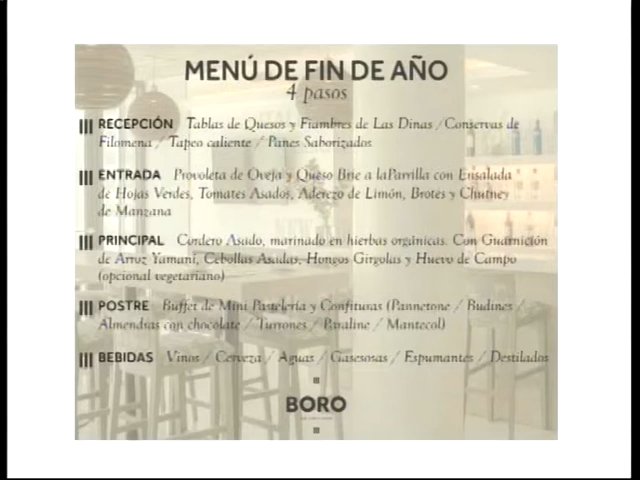 MENÚ DE FIN DE AÑO
4 pasos
RECEPCIÓN Tablas de Quesos y Fiambres de Las Dinas / Conservas de
Filomena / Tapeo caliente / Panes Saborizados
ENTRADA Provoleta de Oveja y Queso Brie a laParrilla con Ensalada
de Hojas Verdes, Tomates Asados, Aderezo de Limón, Brotes y Chutney
de Manzana
PRINCIPAL Cordero Asado, marinado en hierbas orgánicas. Con Guarnición
de Arroz Yamaní, Cebollas Asadas, Hongos Girgolas y Huevo de Campo
(opcional vegetariano)
POSTRE Buffet de Mini Pastelería y Confituras (Pannetone / Budines /
Almendras con chocolate / Turrones / Paraline / Mantecol)
BEBIDAS Vinos / Cerveza / Aguas / Gasesosas / Espumantes / Destilados
BORO